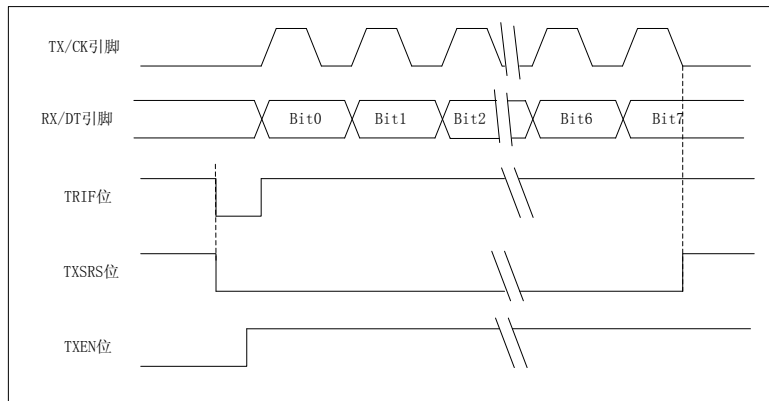 TX/CK引脚
RX/DT引脚
Bit0 Bit1 Bit2 Bit6 Bit7
TRIF位
TXSRS位
TXEN位